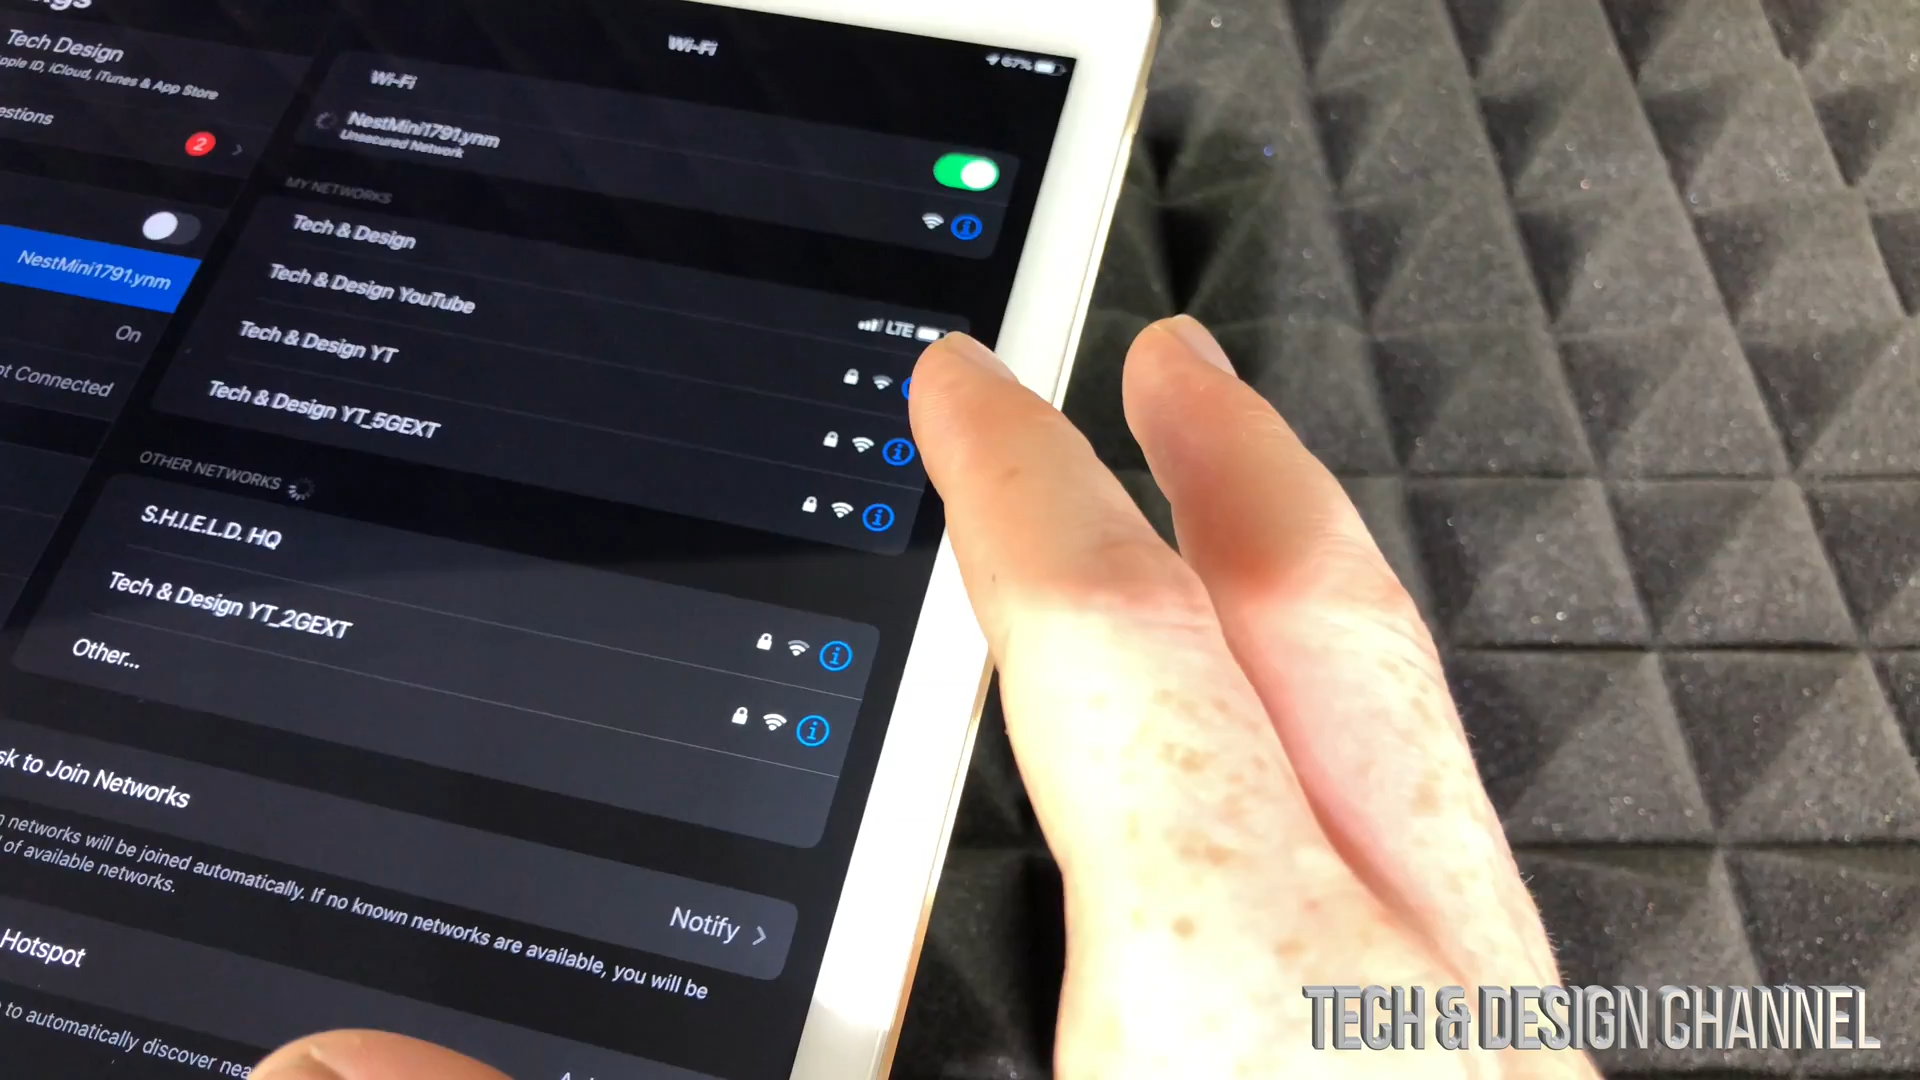 Tech Design
Apple ID, iCloud, iTunes & App Store
2
NestMini1791.ynm
On
Connected
Wi-Fi
67%
Wi-Fi
NestMini1791.ynm
Unsecured Network
MY NETWORKS
Tech & Design
Tech & Design YouTube
LTE
Tech & Design YT
Tech & Design YT_5GEXT
OTHER NETWORKS
S.H.I.E.L.D. HQ
Tech & Design YT_2GEXT
Other...
sk to Join Networks
Notify
networks will be joined automatically. If no known networks are available, you will be
of available networks.
Hotspot
to automatically discover nea
TECH & DESIGN CHANNEL